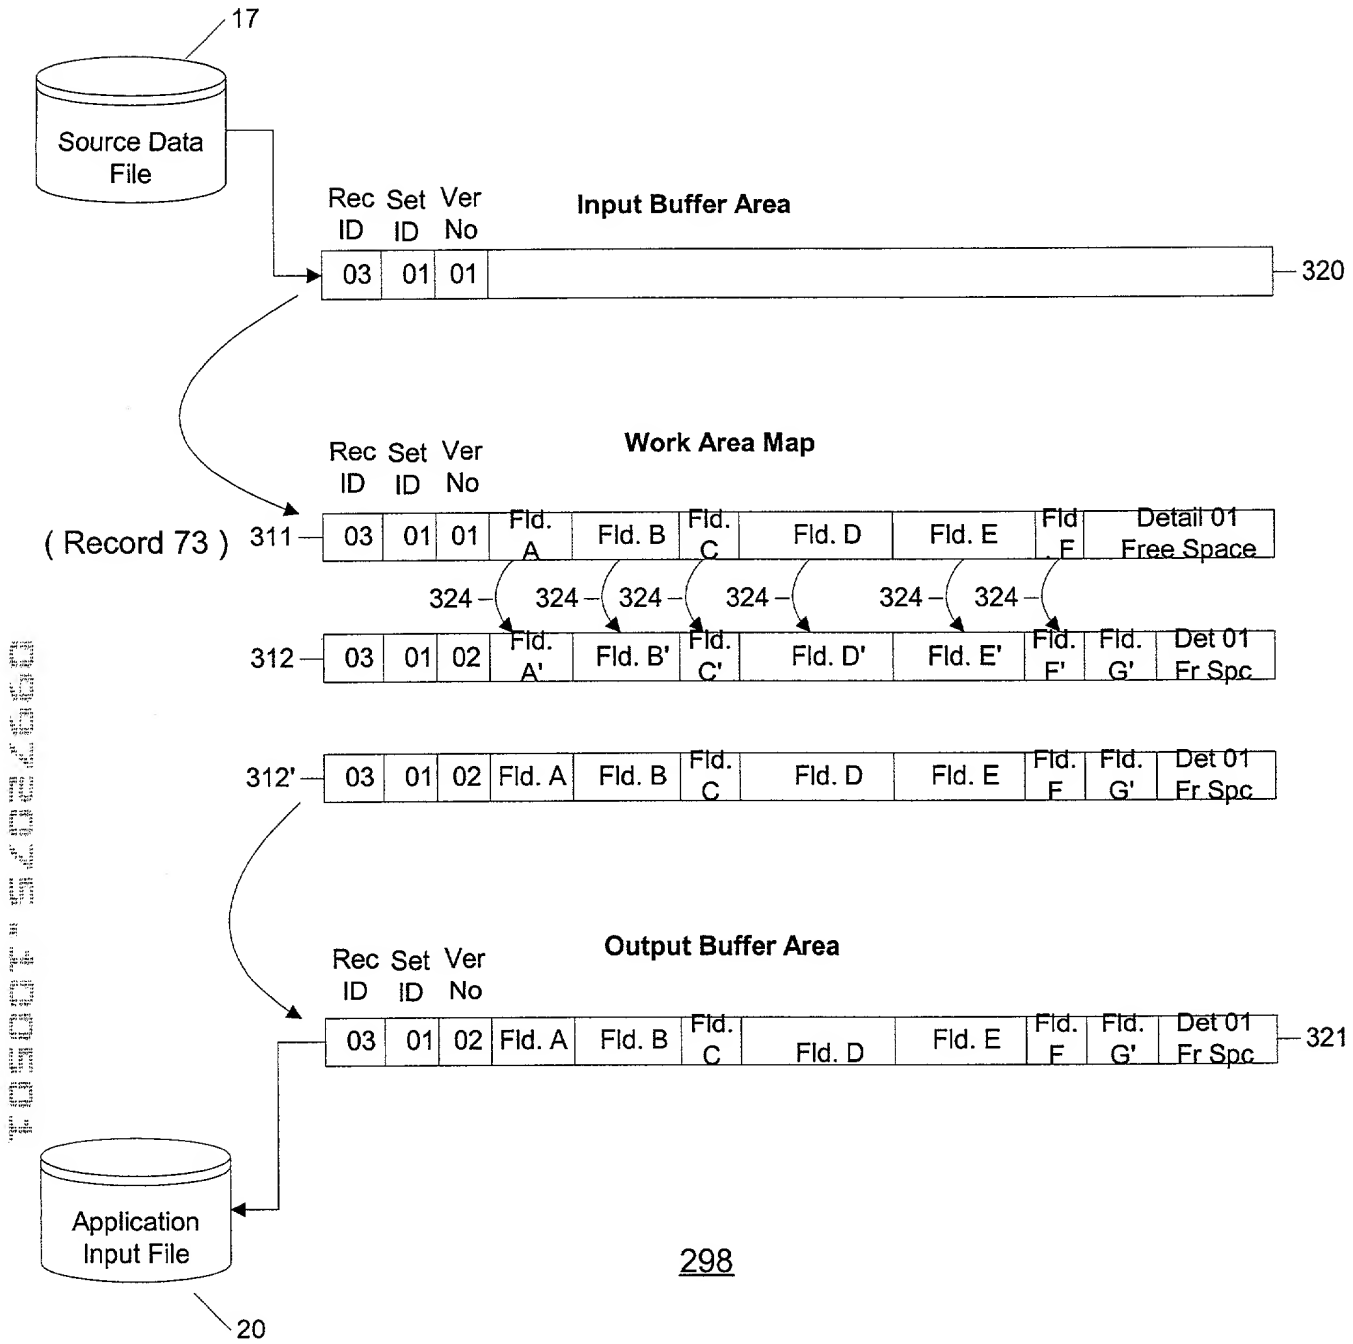 17
Source Data
File
Rec Set Ver
ID ID No
Input Buffer Area
03 01 01
320
Work Area Map
Rec Set Ver
ID ID No
( Record 73 ) 311 03 01 01 Fld. A Fld. B Fld. C Fld. D Fld. E Fld. F Detail 01 Free Space
324 324 324 324 324 324
312 03 01 02 Fld. A' Fld. B' Fld. C' Fld. D' Fld. E' Fld. F' Fld. G' Det 01 Fr Spc
312' 03 01 02 Fld. A Fld. B Fld. C Fld. D Fld. E Fld. F Fld. G' Det 01 Fr Spc
Output Buffer Area
Rec Set Ver
ID ID No
03 01 02 Fld. A Fld. B Fld. C Fld. D Fld. E Fld. F Fld. G' Det 01 Fr Spc
321
Application
Input File
20
298
09972075.100501